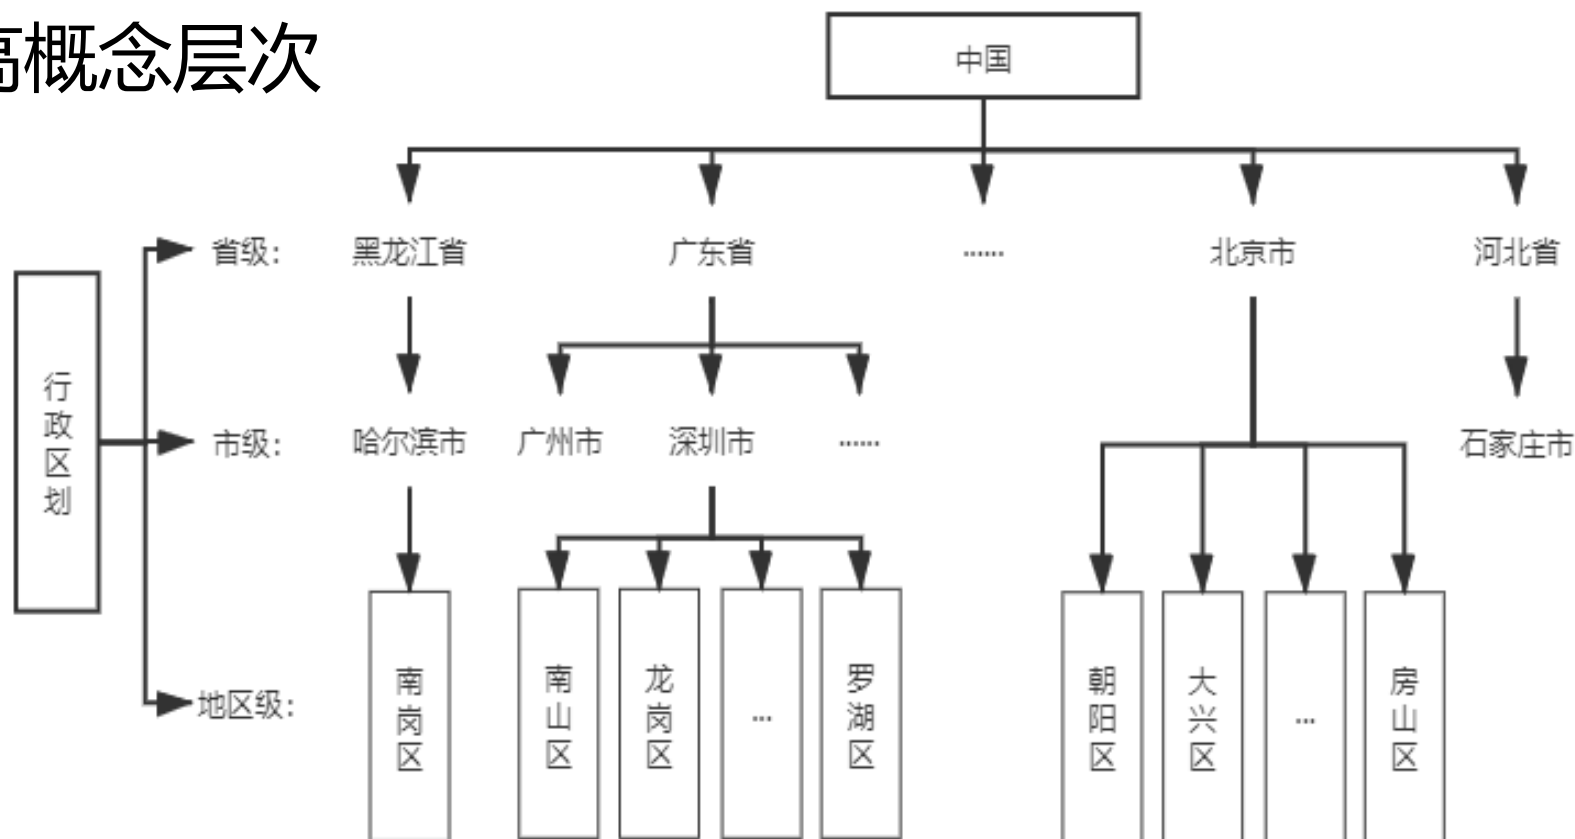 高概念层次
中国
省级： 黑龙江省 广东省 ...... 北京市 河北省
行政区划
市级： 哈尔滨市 广州市 深圳市 ...... 石家庄市
地区级： 南岗区 南山区 龙岗区 ... 罗湖区 朝阳区 大兴区 ... 房山区